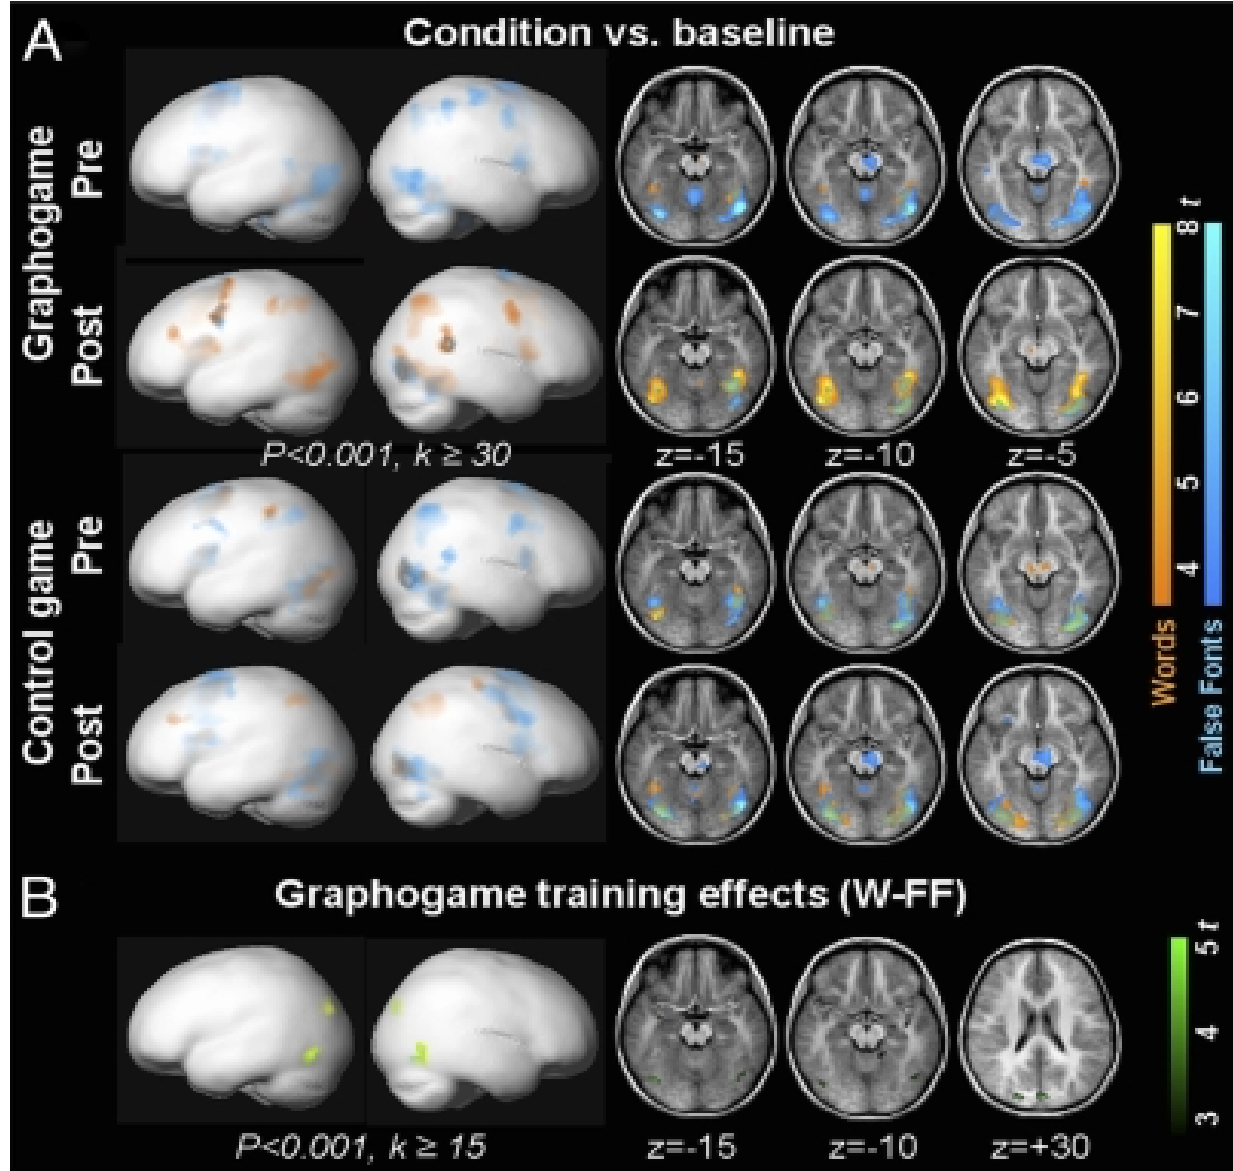 A
Condition vs. baseline
Graphogame
Pre
Post
P<0.001, k ≥ 30
z=-15
z=-10
z=-5
Control game
Pre
Post
8 t
7
6
5
4
Words
False Fonts
B
Graphogame training effects (W-FF)
P<0.001, k ≥ 15
z=-15
z=-10
z=+30
5 t
4
3